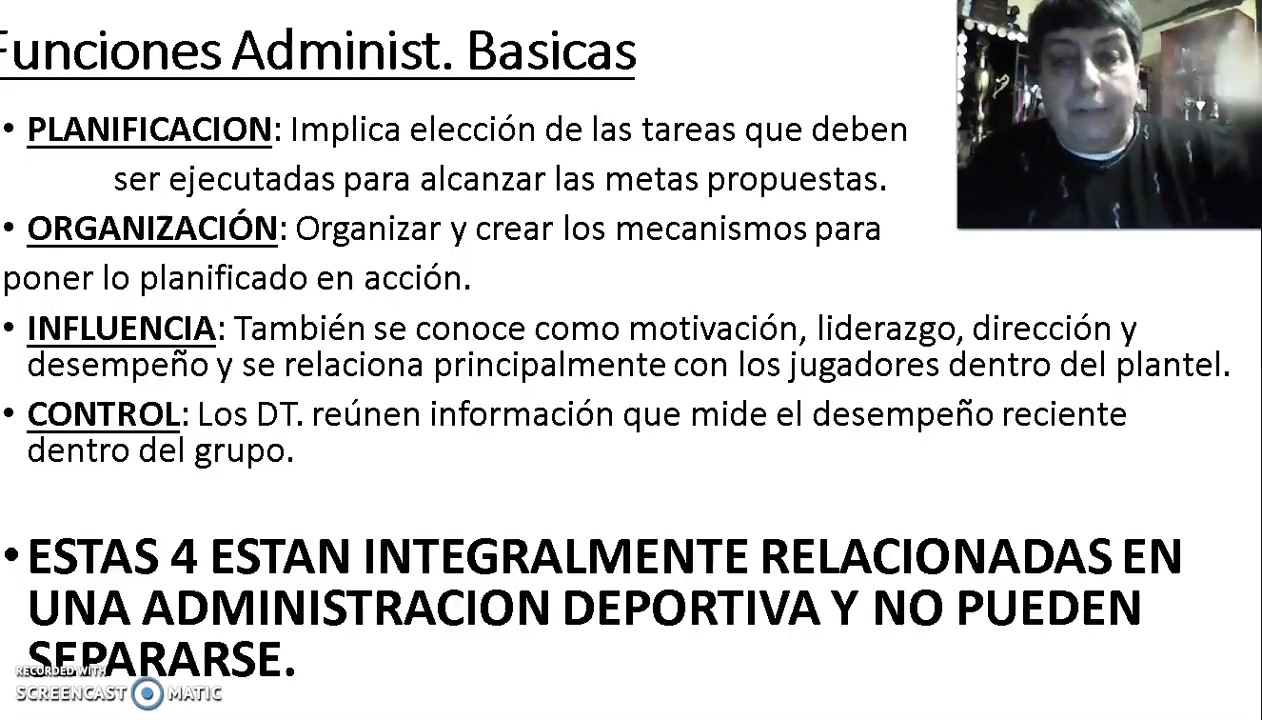 Funciones Administ. Basicas
• PLANIFICACION: Implica elección de las tareas que deben
ser ejecutadas para alcanzar las metas propuestas.
• ORGANIZACIÓN: Organizar y crear los mecanismos para
poner lo planificado en acción.
• INFLUENCIA: También se conoce como motivación, liderazgo, dirección y
desempeño y se relaciona principalmente con los jugadores dentro del plantel.
• CONTROL: Los DT. reúnen información que mide el desempeño reciente
dentro del grupo.
• ESTAS 4 ESTAN INTEGRALMENTE RELACIONADAS EN
UNA ADMINISTRACION DEPORTIVA Y NO PUEDEN
SEPARARSE.
RECORDED WITH
SCREENCAST MATIC